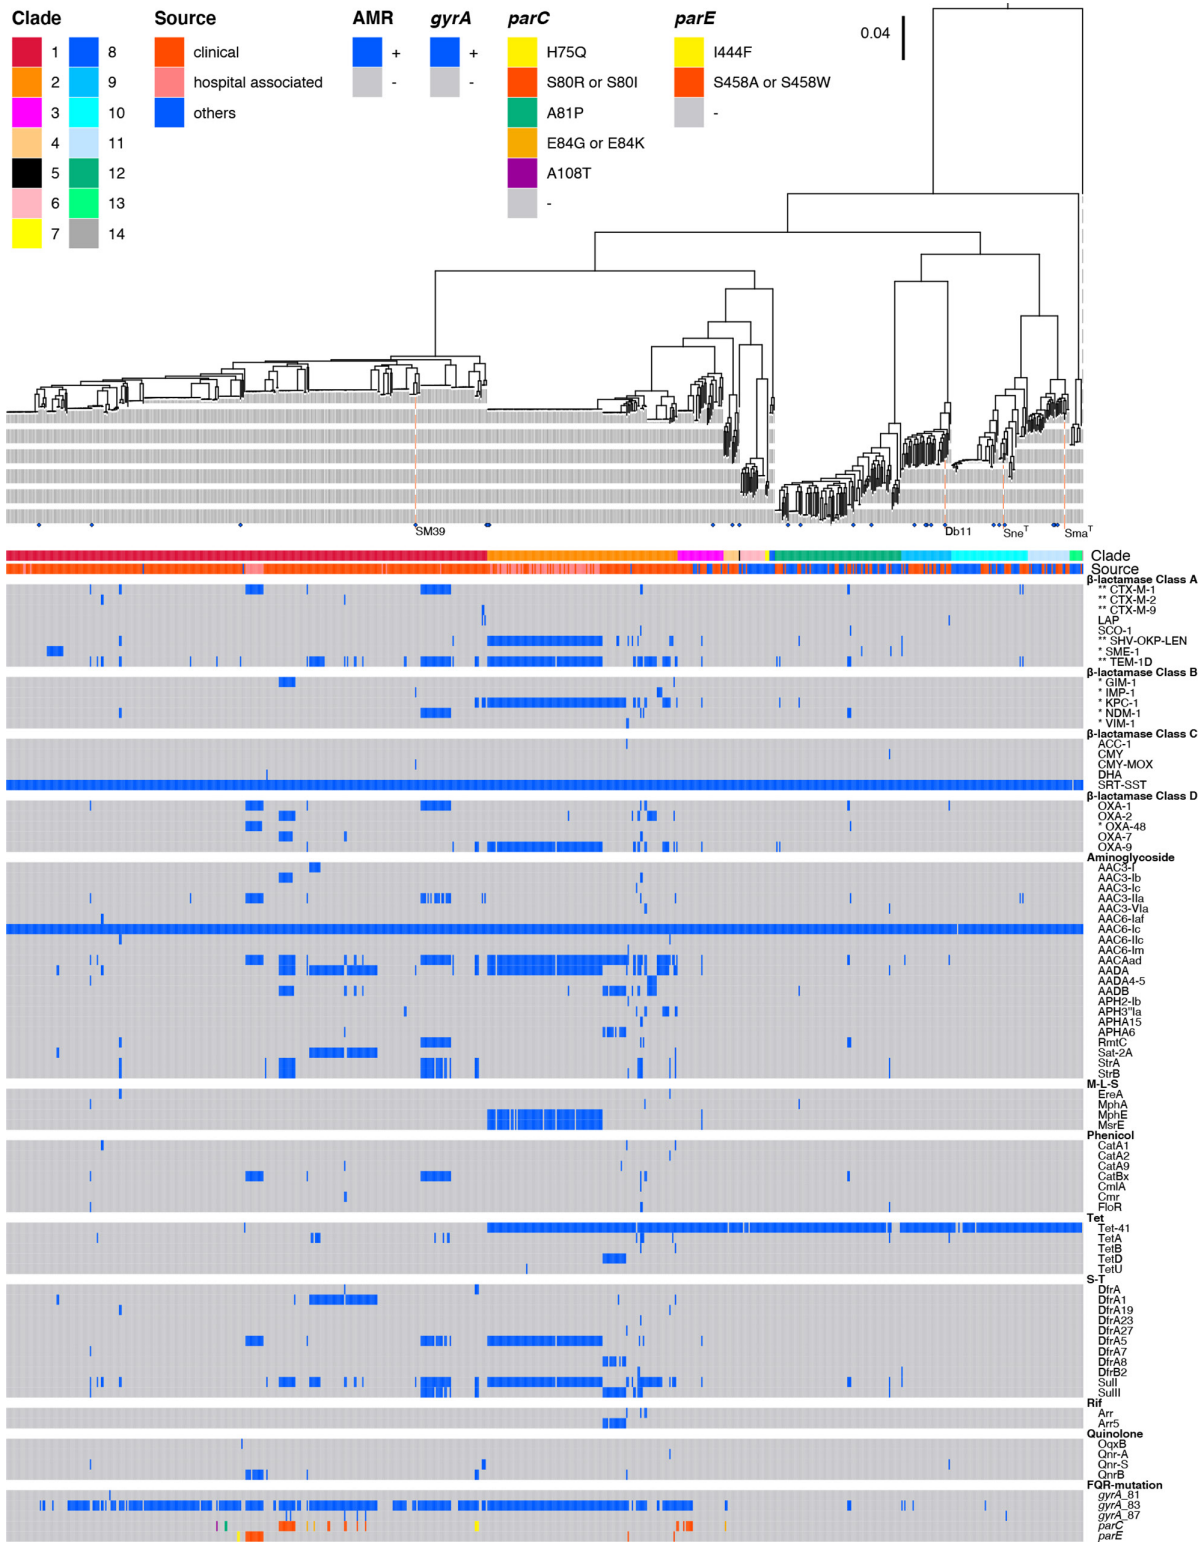 Clade
1 8
2 9
3 10
4 11
5 12
6 13
7 14
Source
clinical
hospital associated
others
AMR
+
-
gyrA
+
-
parC
H75Q
S80R or S80I
A81P
E84G or E84K
A108T
-
parE
I444F
S458A or S458W
-
0.04
SM39 Db11 SneT SmaT
Clade
Source
β-lactamase Class A
** CTX-M-1
** CTX-M-2
** CTX-M-9
LAP
SCO-1
** SHV-OKP-LEN
* SME-1
** TEM-1D
β-lactamase Class B
* GIM-1
* IMP-1
* KPC-1
* NDM-1
* VIM-1
β-lactamase Class C
ACC-1
CMY
CMY-MOX
DHA
SRT-SST
β-lactamase Class D
OXA-1
OXA-2
* OXA-48
OXA-7
OXA-9
Aminoglycoside
AAC3-I
AAC3-Ib
AAC3-Ic
AAC3-IIa
AAC3-VIa
AAC6-Iaf
AAC6-Ic
AAC6-IIc
AAC6-Im
AACAad
AADA
AADA4-5
AADB
APH2-Ib
APH3"Ia
APHA15
APHA6
RmtC
Sat-2A
StrA
StrB
M-L-S
EreA
MphA
MphE
MsrE
Phenicol
CatA1
CatA2
CatA9
CatBx
CmlA
Cmr
FloR
Tet
Tet-41
TetA
TetB
TetD
TetU
S-T
DfrA
DfrA1
DfrA19
DfrA23
DfrA27
DfrA5
DfrA7
DfrA8
DfrB2
SulI
SulII
Rif
Arr
Arr5
Quinolone
OqxB
Qnr-A
Qnr-S
QnrB
FQR-mutation
gyrA_81
gyrA_83
gyrA_87
parC
parE